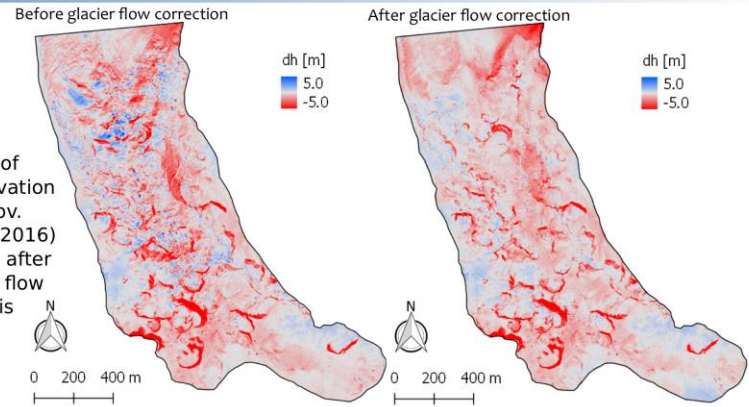 Before glacier flow correction
After glacier flow correction
dh [m]
5.0
-5.0
dh [m]
5.0
-5.0
of
vation
ov.
2016)
after
flow
is
N
0 200 400 m
N
0 200 400 m